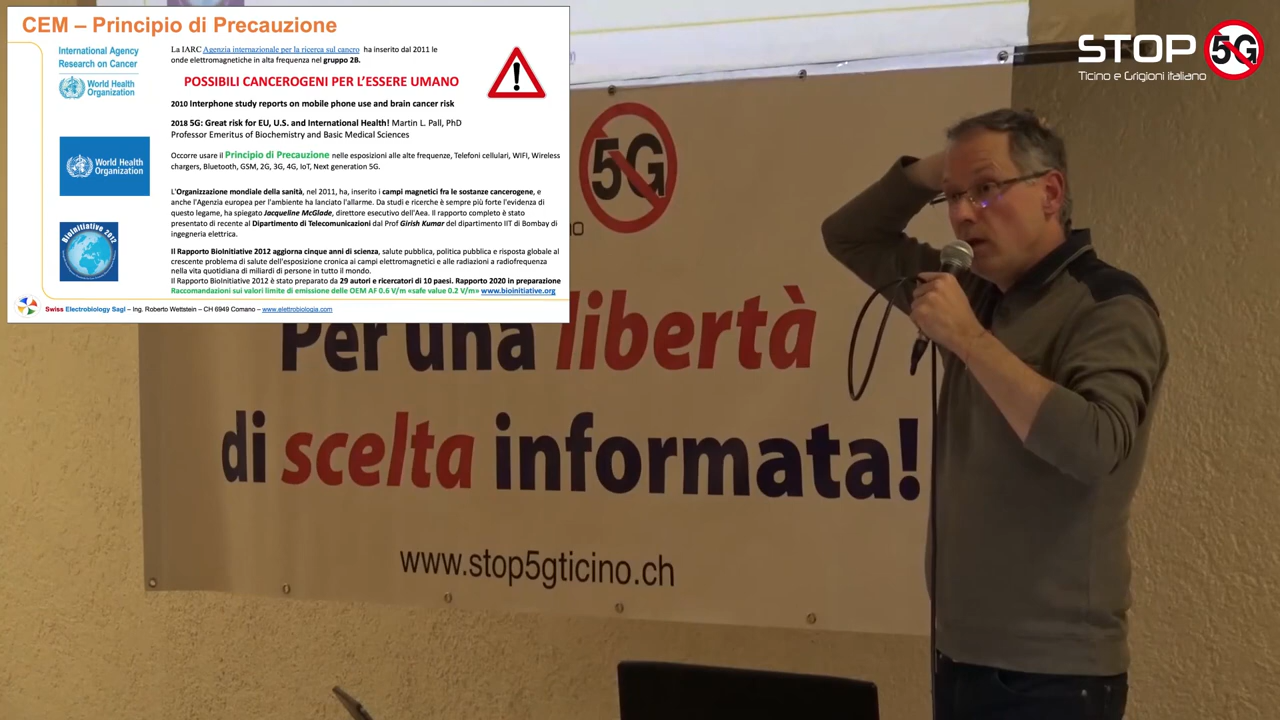 CEM – Principio di Precauzione
International Agency
Research on Cancer
World Health
Organization
La IARC Agenzia internazionale per la ricerca sul cancro ha inserito dal 2011 le
onde elettromagnetiche in alta frequenza nel gruppo 2B.
POSSIBILI CANCEROGENI PER L'ESSERE UMANO
2010 Interphone study reports on mobile phone use and brain cancer risk
2018 5G: Great risk for EU, U.S. and International Health! Martin L. Pall, PhD
Professor Emeritus of Biochemistry and Basic Medical Sciences
World Health
Organization
Occorre usare il Principio di Precauzione nelle esposizioni alle alte frequenze, Telefoni cellulari, WIFI, Wireless
chargers, Bluetooth, GSM, 2G, 3G, 4G, IoT, Next generation 5G.
L'Organizzazione mondiale della sanità, nel 2011, ha, inserito i campi magnetici fra le sostanze cancerogene, e
anche l'Agenzia europea per l'ambiente ha lanciato l'allarme. Da studi e ricerche è sempre più forte l'evidenza di
questo legame, ha spiegato Jacqueline McGlade, direttore esecutivo dell'Aea. Il rapporto completo è stato
presentato di recente al Dipartimento di Telecomunicazioni dal Prof Girish Kumar del dipartimento IIT di Bombay di
ingegneria elettrica.
BioInitiative 2012
Il Rapporto BioInitiative 2012 aggiorna cinque anni di scienza, salute pubblica, politica pubblica e risposta globale al
crescente problema di salute dell'esposizione cronica ai campi elettromagnetici e alle radiazioni a radiofrequenza
nella vita quotidiana di miliardi di persone in tutto il mondo.
Il Rapporto BioInitiative 2012 è stato preparato da 29 autori e ricercatori di 10 paesi. Rapporto 2020 in preparazione
Raccomandazioni sui valori limite di emissione delle OEM AF 0.6 V/m «safe value 0.2 V/m» www.bioinitiative.org
Swiss Electrobiology Sagl – Ing. Roberto Wettstein – CH 6949 Comano – www.elettrobiologia.com
STOP 5G
Ticino e Grigioni italiano
5G
no
Per una libertà
di scelta informata!
www.stop5gticino.ch